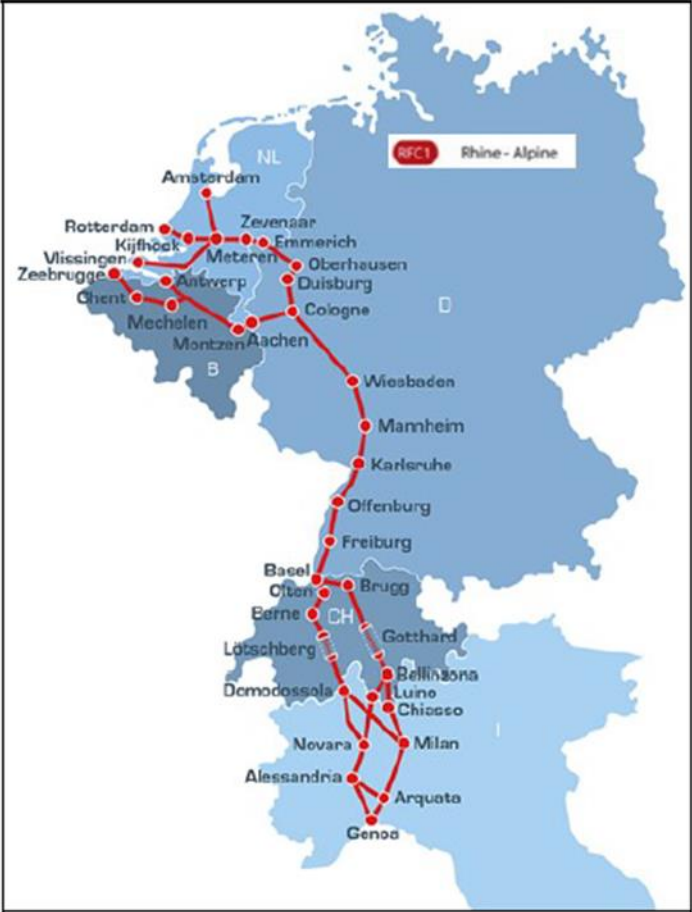 RFC1 Rhine - Alpine
NL
Amsterdam
Rotterdam
Zevenaar
Kijfhoek
Emmerich
Vlissingen
Meteren
Oberhausen
Zeebrugge
Antwerp
Duisburg
Ghent
Cologne
D
Mechelen
Montzen
Aachen
B
Wiesbaden
Mannheim
Karlsruhe
Offenburg
Freiburg
Basel
Brugg
Olten
Berne
CH
Gotthard
Lötschberg
Bellinzona
Domodossola
Luino
Chiasso
I
Novara
Milan
Alessandria
Arquata
Genoa